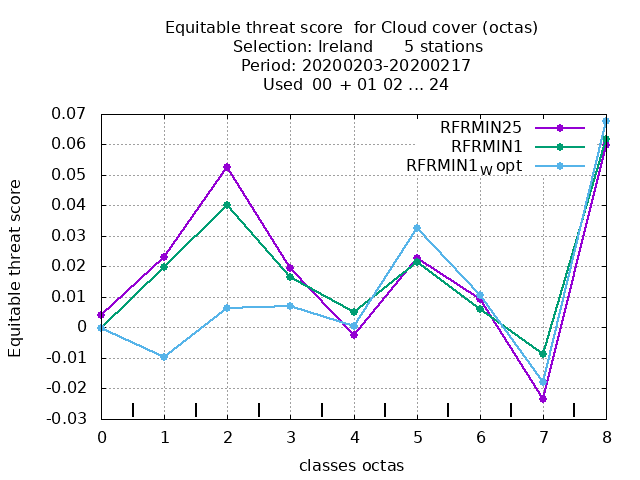 Equitable threat score  for Cloud cover (octas)
Selection: Ireland      5 stations
Period: 20200203-20200217
Used  00 + 01 02 ... 24
RFRMIN25
RFRMIN1
RFRMIN1W opt
0.07
0.06
0.05
0.04
0.03
0.02
0.01
0
-0.01
-0.02
-0.03
Equitable threat score
0 1 2 3 4 5 6 7 8
classes octas